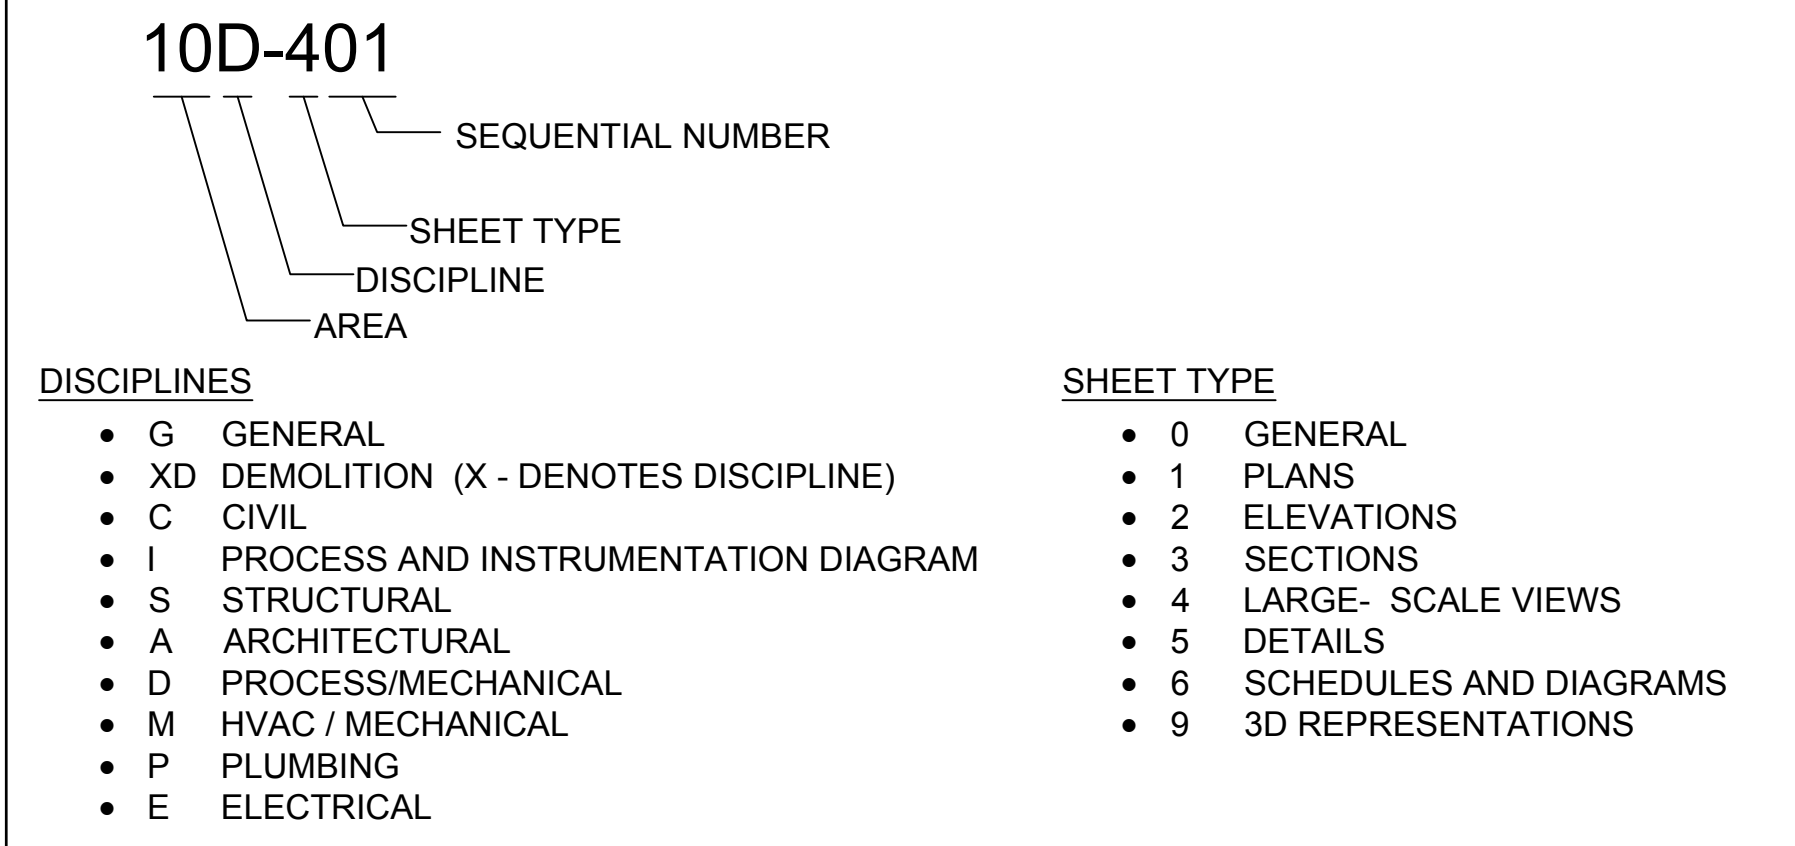 10D-401
SEQUENTIAL NUMBER
SHEET TYPE
DISCIPLINE
AREA
DISCIPLINES
• G GENERAL
• XD DEMOLITION (X - DENOTES DISCIPLINE)
• C CIVIL
• I PROCESS AND INSTRUMENTATION DIAGRAM
• S STRUCTURAL
• A ARCHITECTURAL
• D PROCESS/MECHANICAL
• M HVAC / MECHANICAL
• P PLUMBING
• E ELECTRICAL
SHEET TYPE
• 0 GENERAL
• 1 PLANS
• 2 ELEVATIONS
• 3 SECTIONS
• 4 LARGE- SCALE VIEWS
• 5 DETAILS
• 6 SCHEDULES AND DIAGRAMS
• 9 3D REPRESENTATIONS